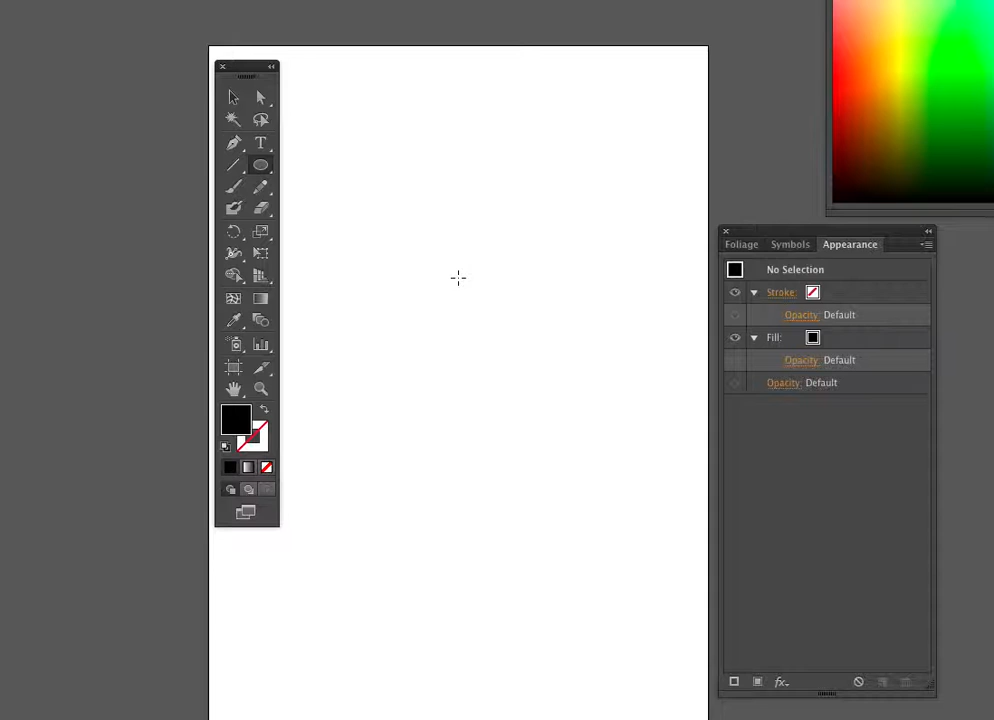 T
Foliage Symbols Appearance
No Selection
Stroke:
Opacity: Default
Fill:
Opacity: Default
Opacity: Default
fx.